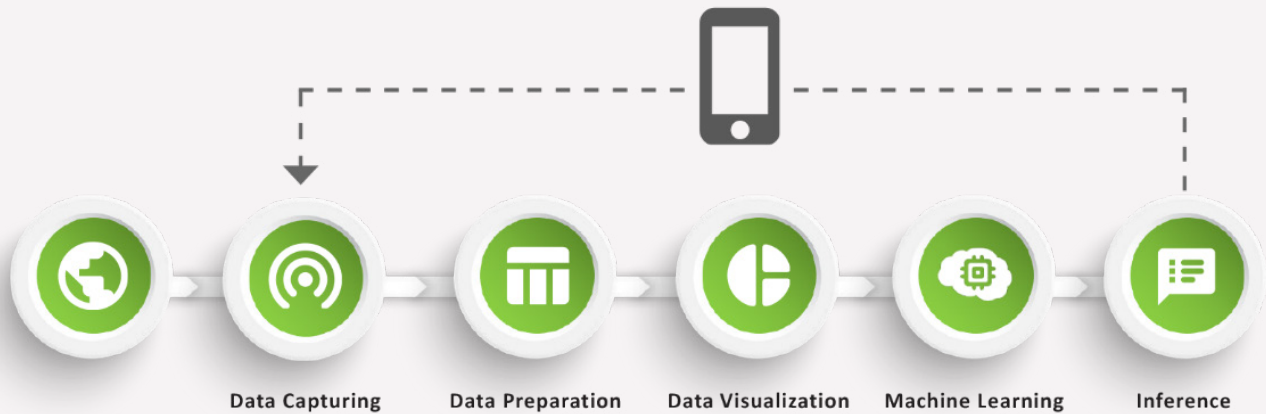 Data Capturing
Data Preparation
Data Visualization
Machine Learning
Inference